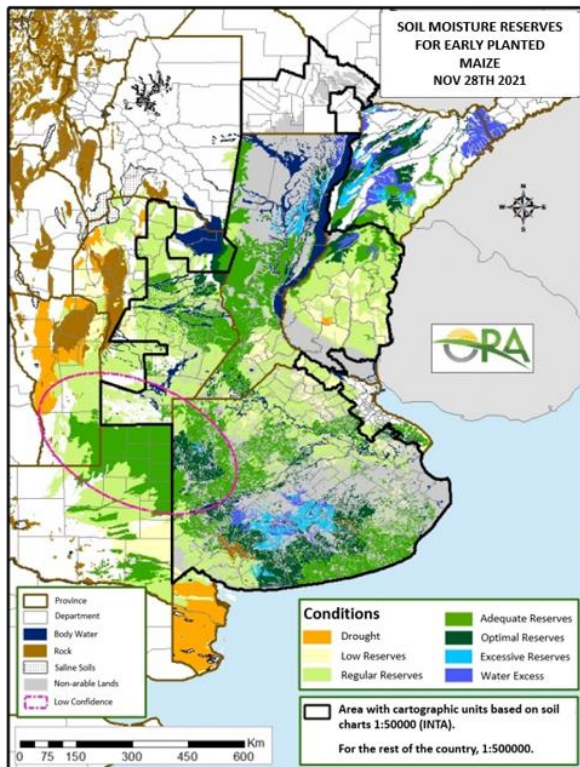 SOIL MOISTURE RESERVES
FOR EARLY PLANTED
MAIZE
NOV 28TH 2021
N
W
E
S
ORA
Province
Department
Body Water
Rock
Saline Soils
Non-arable Lands
Low Confidence
Conditions
Drought
Low Reserves
Regular Reserves
Adequate Reserves
Optimal Reserves
Excessive Reserves
Water Excess
Area with cartographic units based on soil
charts 1:50000 (INTA).
For the rest of the country, 1:500000.
Km
0 75 150 300 450 600